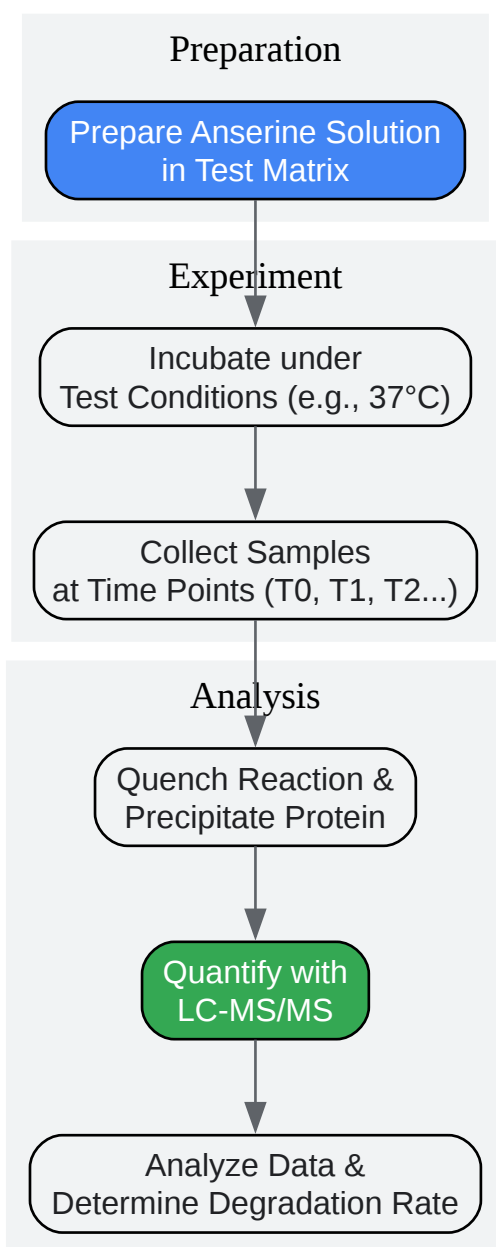 Preparation
Prepare Anserine Solution
in Test Matrix
Experiment
Incubate under
Test Conditions (e.g., 37°C)
Collect Samples
at Time Points (T0, T1, T2...)
Analysis
Quench Reaction &
Precipitate Protein
Quantify with
LC-MS/MS
Analyze Data &
Determine Degradation Rate